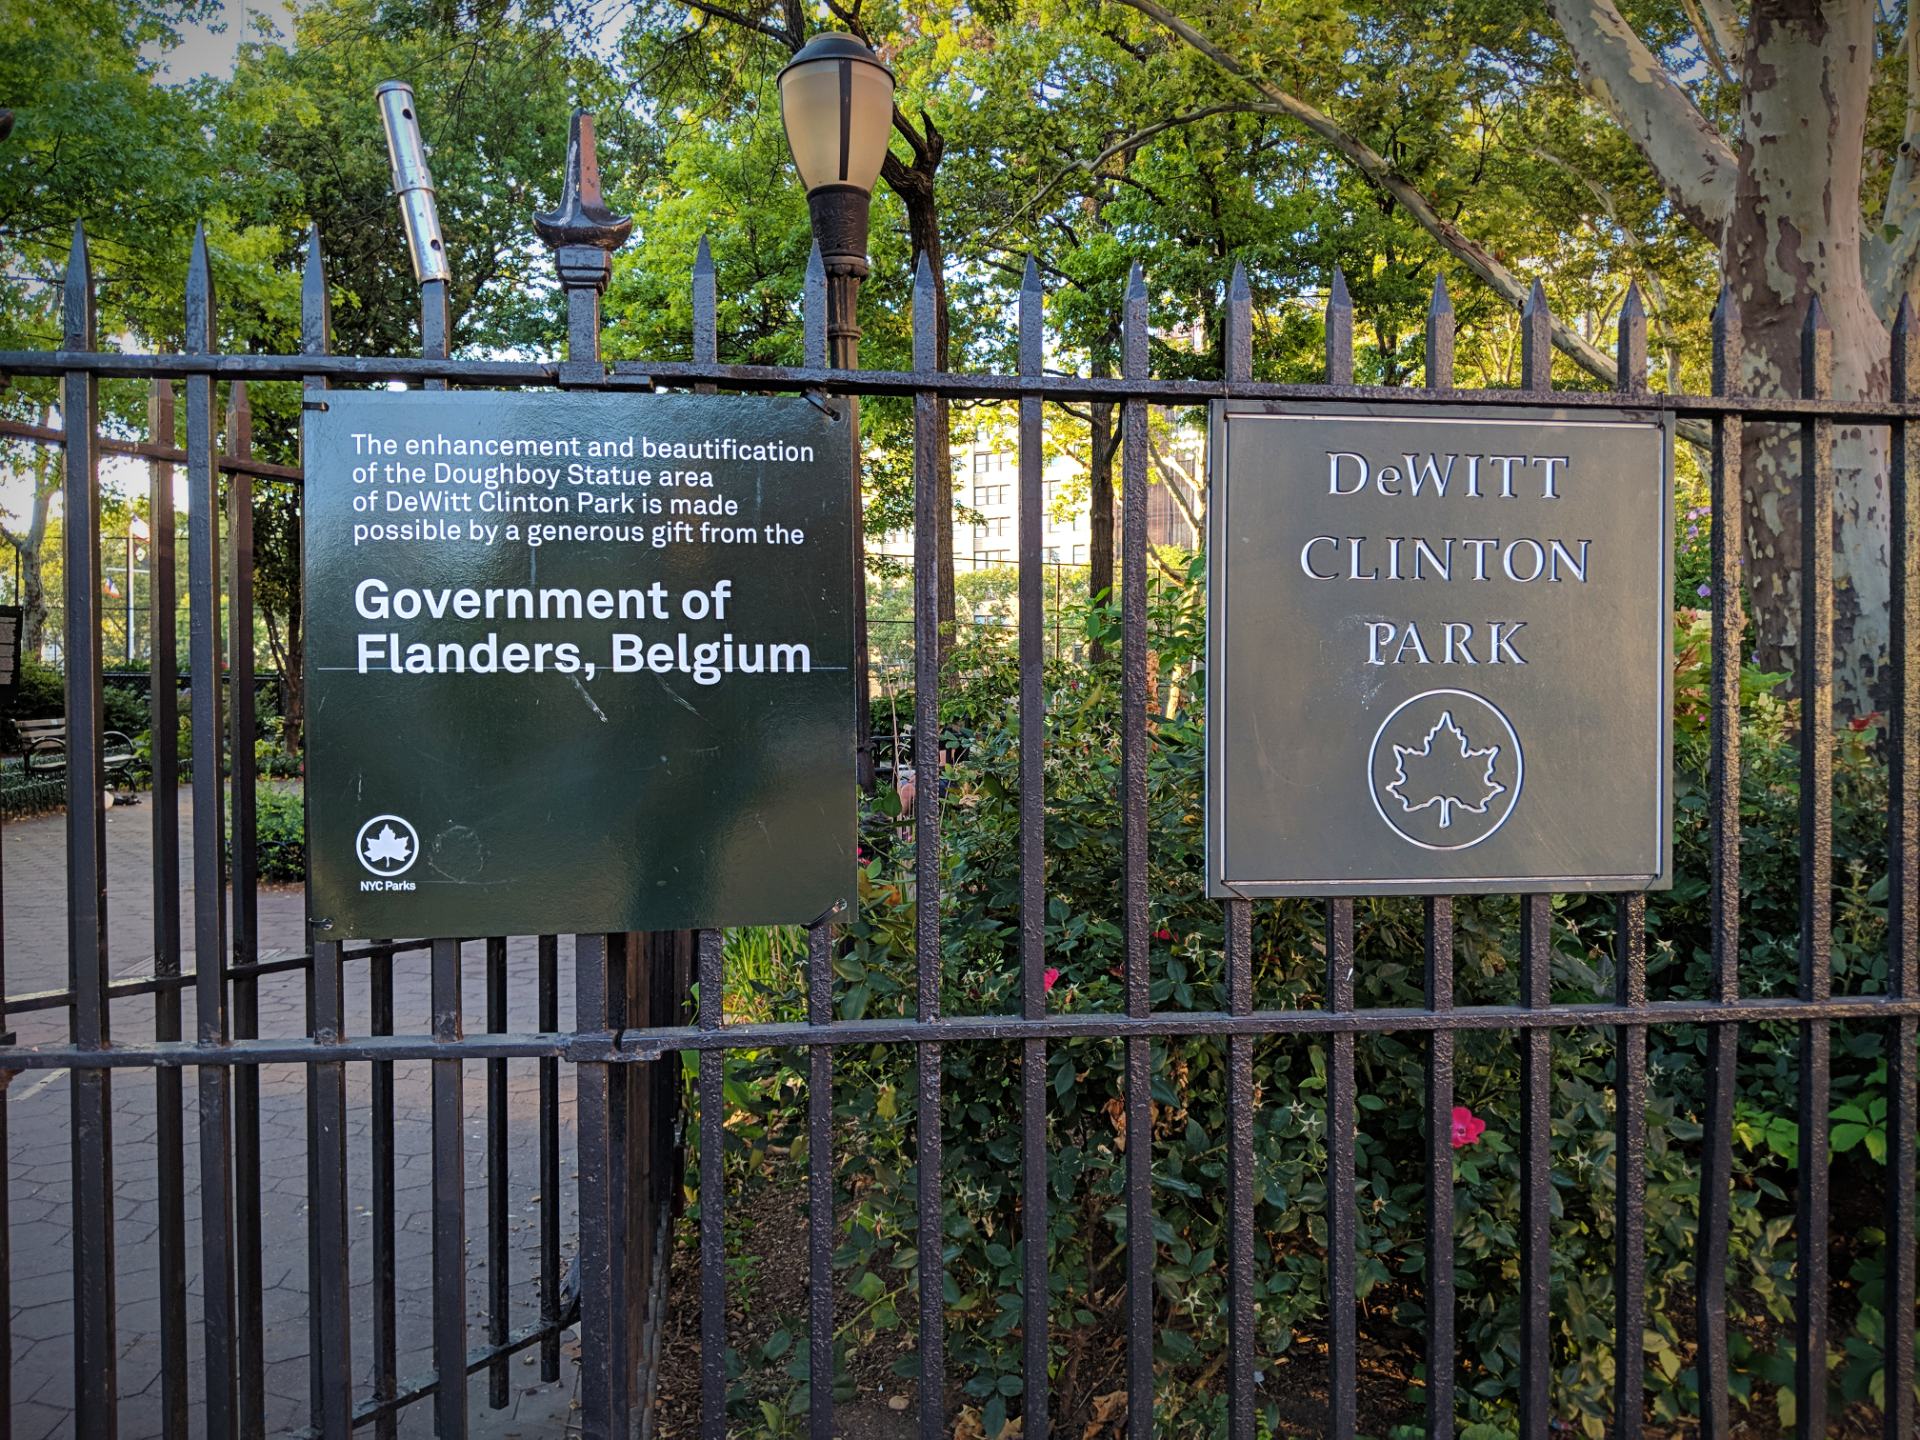 The enhancement and beautification
of the Doughboy Statue area
of DeWitt Clinton Park is made
possible by a generous gift from the
Government of
Flanders, Belgium
NYC Parks
DeWITT
CLINTON
PARK